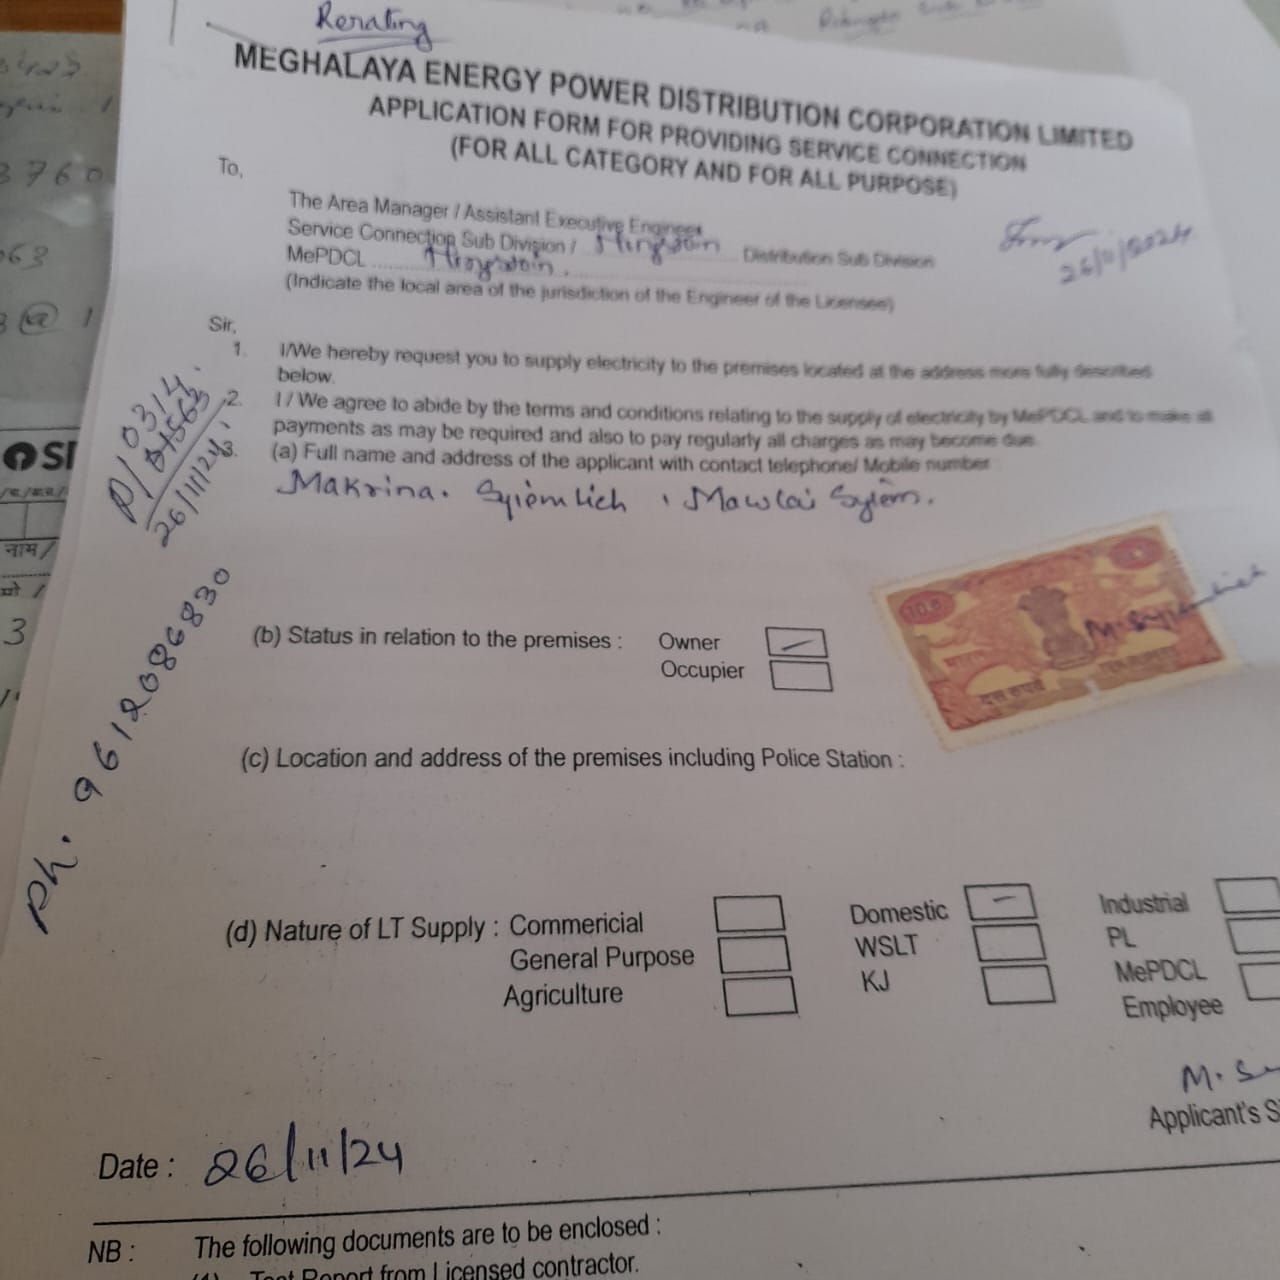 Rerating
MEGHALAYA ENERGY POWER DISTRIBUTION CORPORATION LIMITED
APPLICATION FORM FOR PROVIDING SERVICE CONNECTION
(FOR ALL CATEGORY AND FOR ALL PURPOSE)
To,
The Area Manager / Assistant Executive Engineer
Service Connection Sub Division / Distribution Sub Division
MePDCL
26/11/2024
(Indicate the local area of the jurisdiction of the Engineer of the Licensee)
Sir,
1. I/We hereby request you to supply electricity to the premises located at the address more fully described
below.
2. I / We agree to abide by the terms and conditions relating to the supply of electricity by MePDCL and to make all
payments as may be required and also to pay regularly all charges as may become due.
3. (a) Full name and address of the applicant with contact telephone/ Mobile number
Makrina. Syiemlieh , Mawlai Syiem.
26/11/24
Ph. 9612086830
M. Syiemlieh
दस रुपये
(b) Status in relation to the premises : Owner
Occupier
(c) Location and address of the premises including Police Station :
(d) Nature of LT Supply : Commericial Domestic Industrial
General Purpose WSLT PL
Agriculture KJ MePDCL
Employee
M. S
Applicant's S
Date : 26/11/24
NB : The following documents are to be enclosed :
Test Report from Licensed contractor.
3760
63
नाम/
3